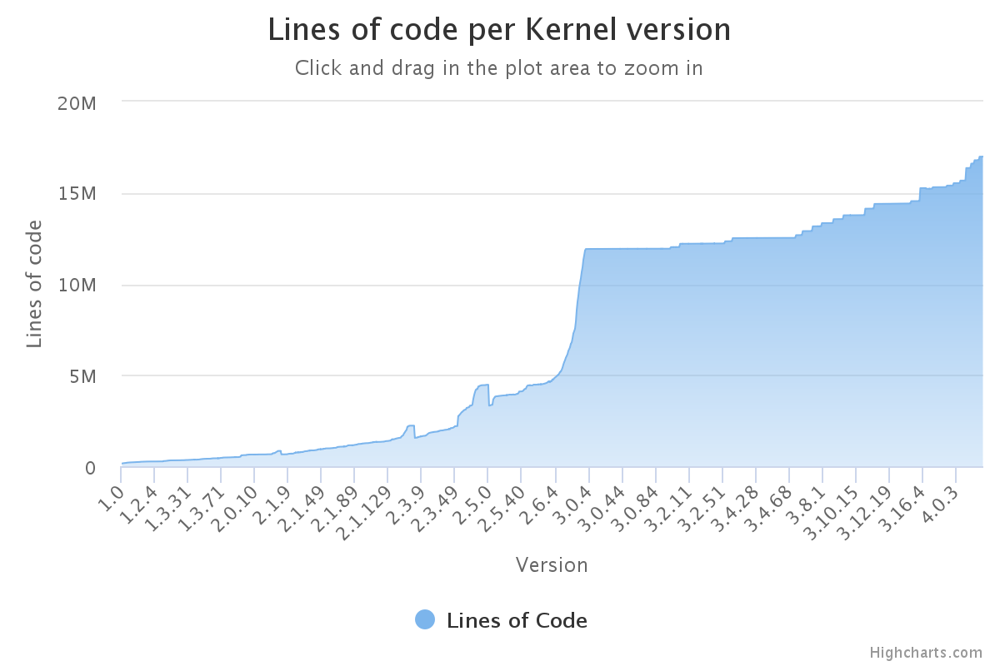 Lines of code per Kernel version
Click and drag in the plot area to zoom in
20M
15M
10M
5M
0
Lines of code
1.0
1.2.4
1.3.31
1.3.71
2.0.10
2.1.9
2.1.49
2.1.89
2.1.129
2.3.9
2.3.49
2.5.0
2.5.40
2.6.4
3.0.4
3.0.44
3.0.84
3.2.11
3.2.51
3.4.28
3.4.68
3.8.1
3.10.15
3.12.19
3.16.4
4.0.3
Version
Lines of Code
Highcharts.com